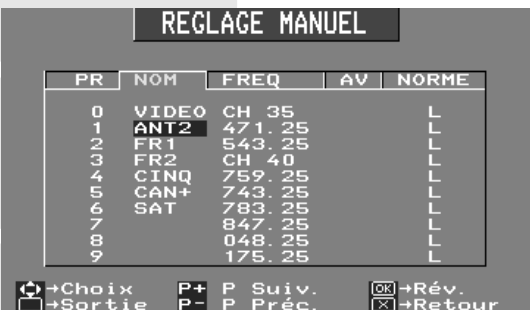 REGLAGE MANUEL
PR NOM FREQ AV NORME
0 VIDEO CH 35 L
1 ANT2 471.25 L
2 FR1 543.25 L
3 FR2 CH 40 L
4 CINQ 759.25 L
5 CAN+ 743.25 L
6 SAT 783.25 L
7 847.25 L
8 048.25 L
9 175.25 L
→Choix P+ P Suiv. OK→Rév.
→Sortie P- P Préc. X→Retour